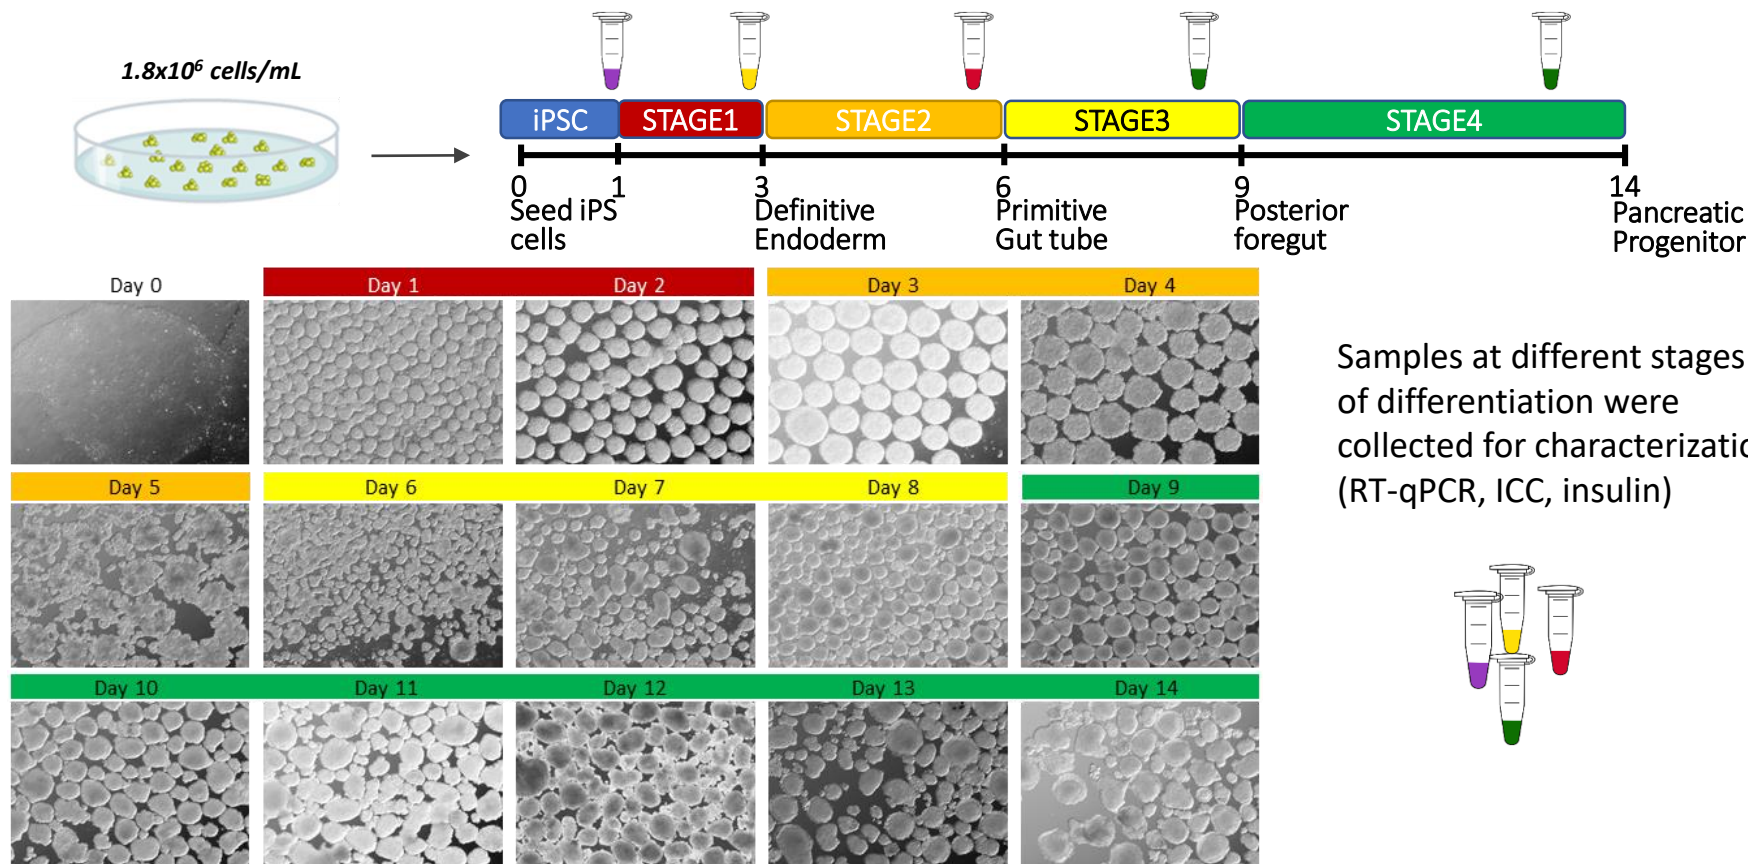 1.8x10⁶ cells/mL
iPSC STAGE1 STAGE2 STAGE3 STAGE4
0 1 3 6 9 14
Seed iPS cells
Definitive Endoderm
Primitive Gut tube
Posterior foregut
Pancreatic Progenitor
Day 0 Day 1 Day 2 Day 3 Day 4
Day 5 Day 6 Day 7 Day 8 Day 9
Day 10 Day 11 Day 12 Day 13 Day 14
Samples at different stages
of differentiation were
collected for characterizatio
(RT-qPCR, ICC, insulin)